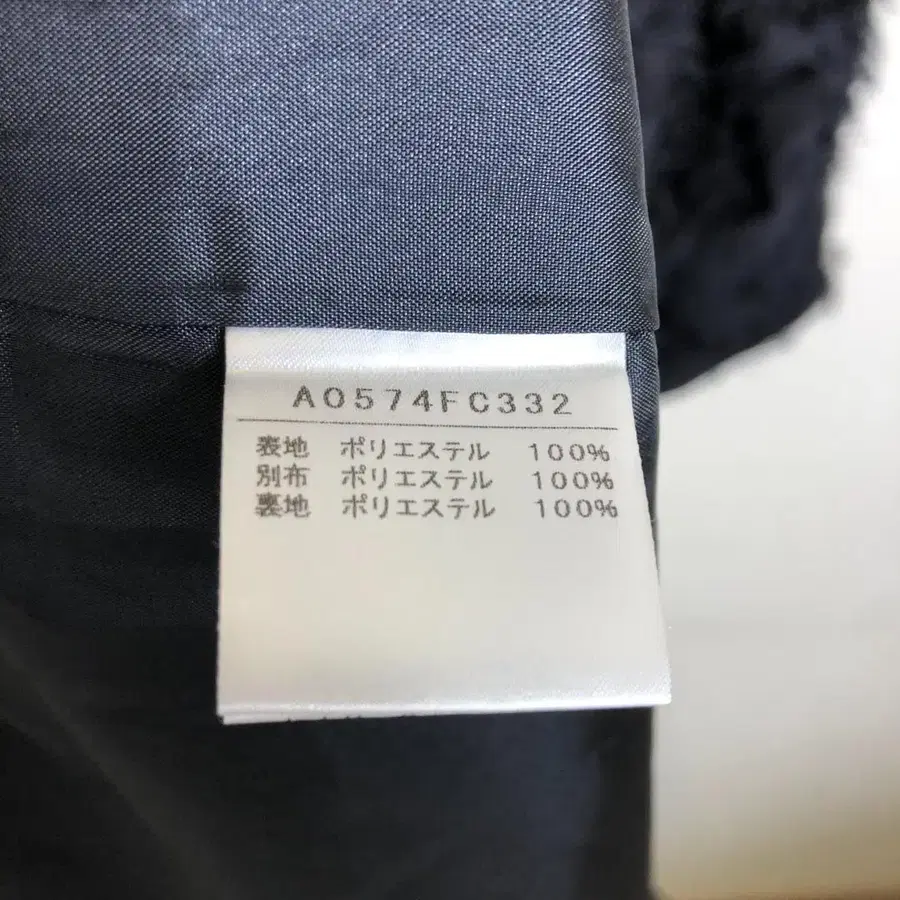 A0574FC332
表地 ポリエステル 100%
別布 ポリエステル 100%
裏地 ポリエステル 100%